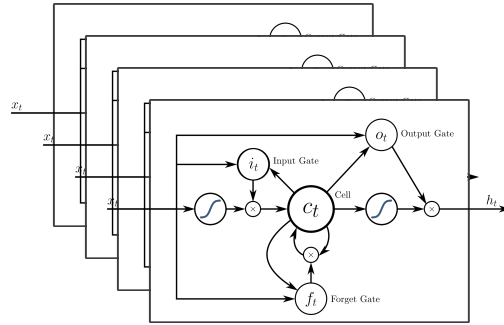 x_t
x_t
x_t
x_t
o_t Output Gate
i_t Input Gate
Cell
c_t
h_t
× × ×
f_t Forget Gate